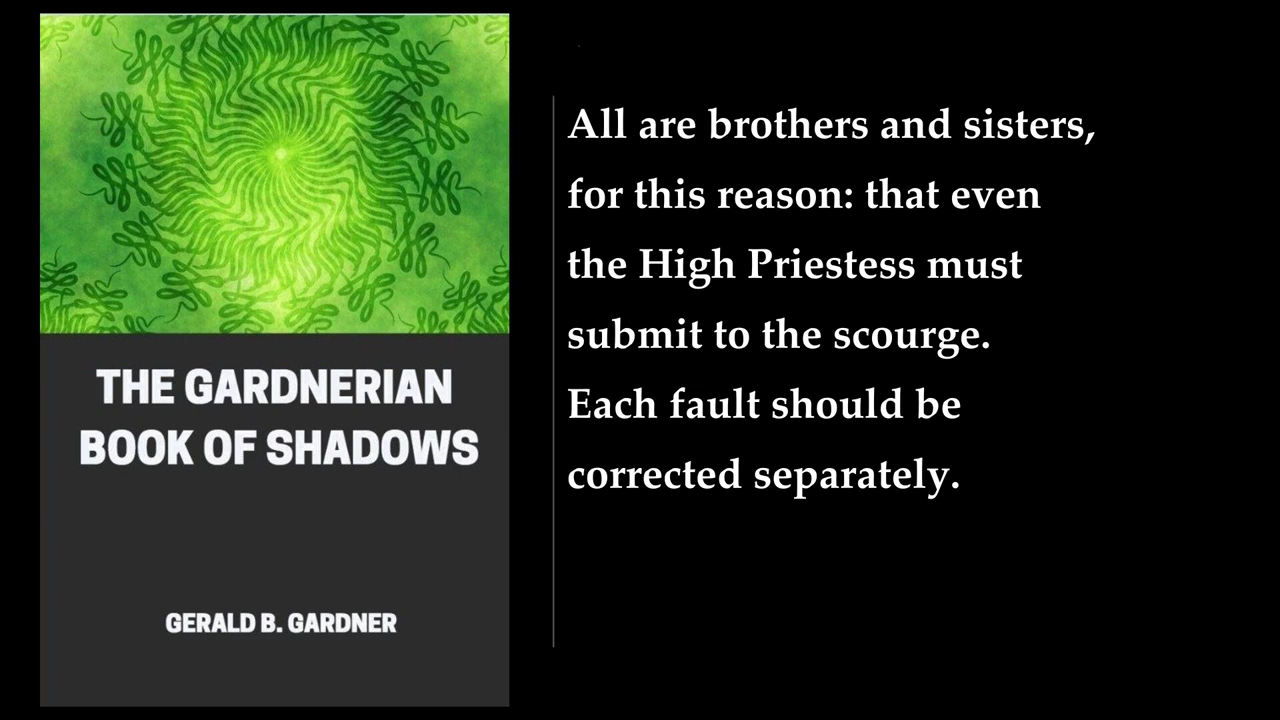 THE GARDNERIAN
BOOK OF SHADOWS
GERALD B. GARDNER
All are brothers and sisters,
for this reason: that even
the High Priestess must
submit to the scourge.
Each fault should be
corrected separately.